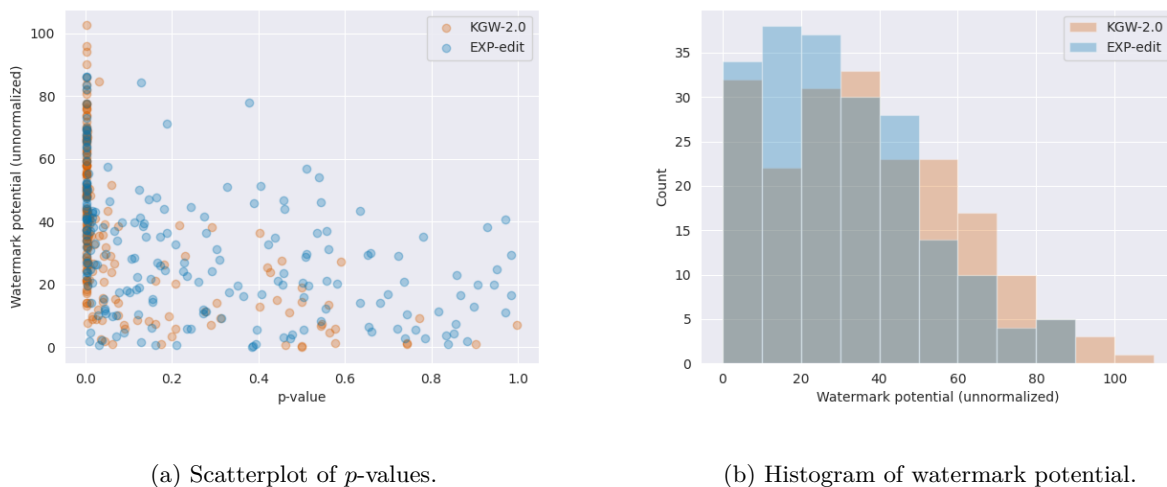 100
80
60
40
20
0
Watermark potential (unnormalized)
0.0 0.2 0.4 0.6 0.8 1.0
p-value
KGW-2.0
EXP-edit
35
30
25
20
15
10
5
0
Count
0 20 40 60 80 100
Watermark potential (unnormalized)
KGW-2.0
EXP-edit
(a) Scatterplot of p-values.
(b) Histogram of watermark potential.